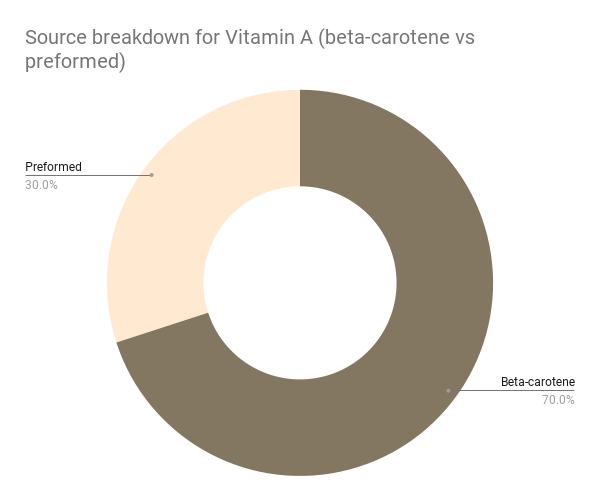 Source breakdown for Vitamin A (beta-carotene vs
preformed)
Preformed
30.0%
Beta-carotene
70.0%